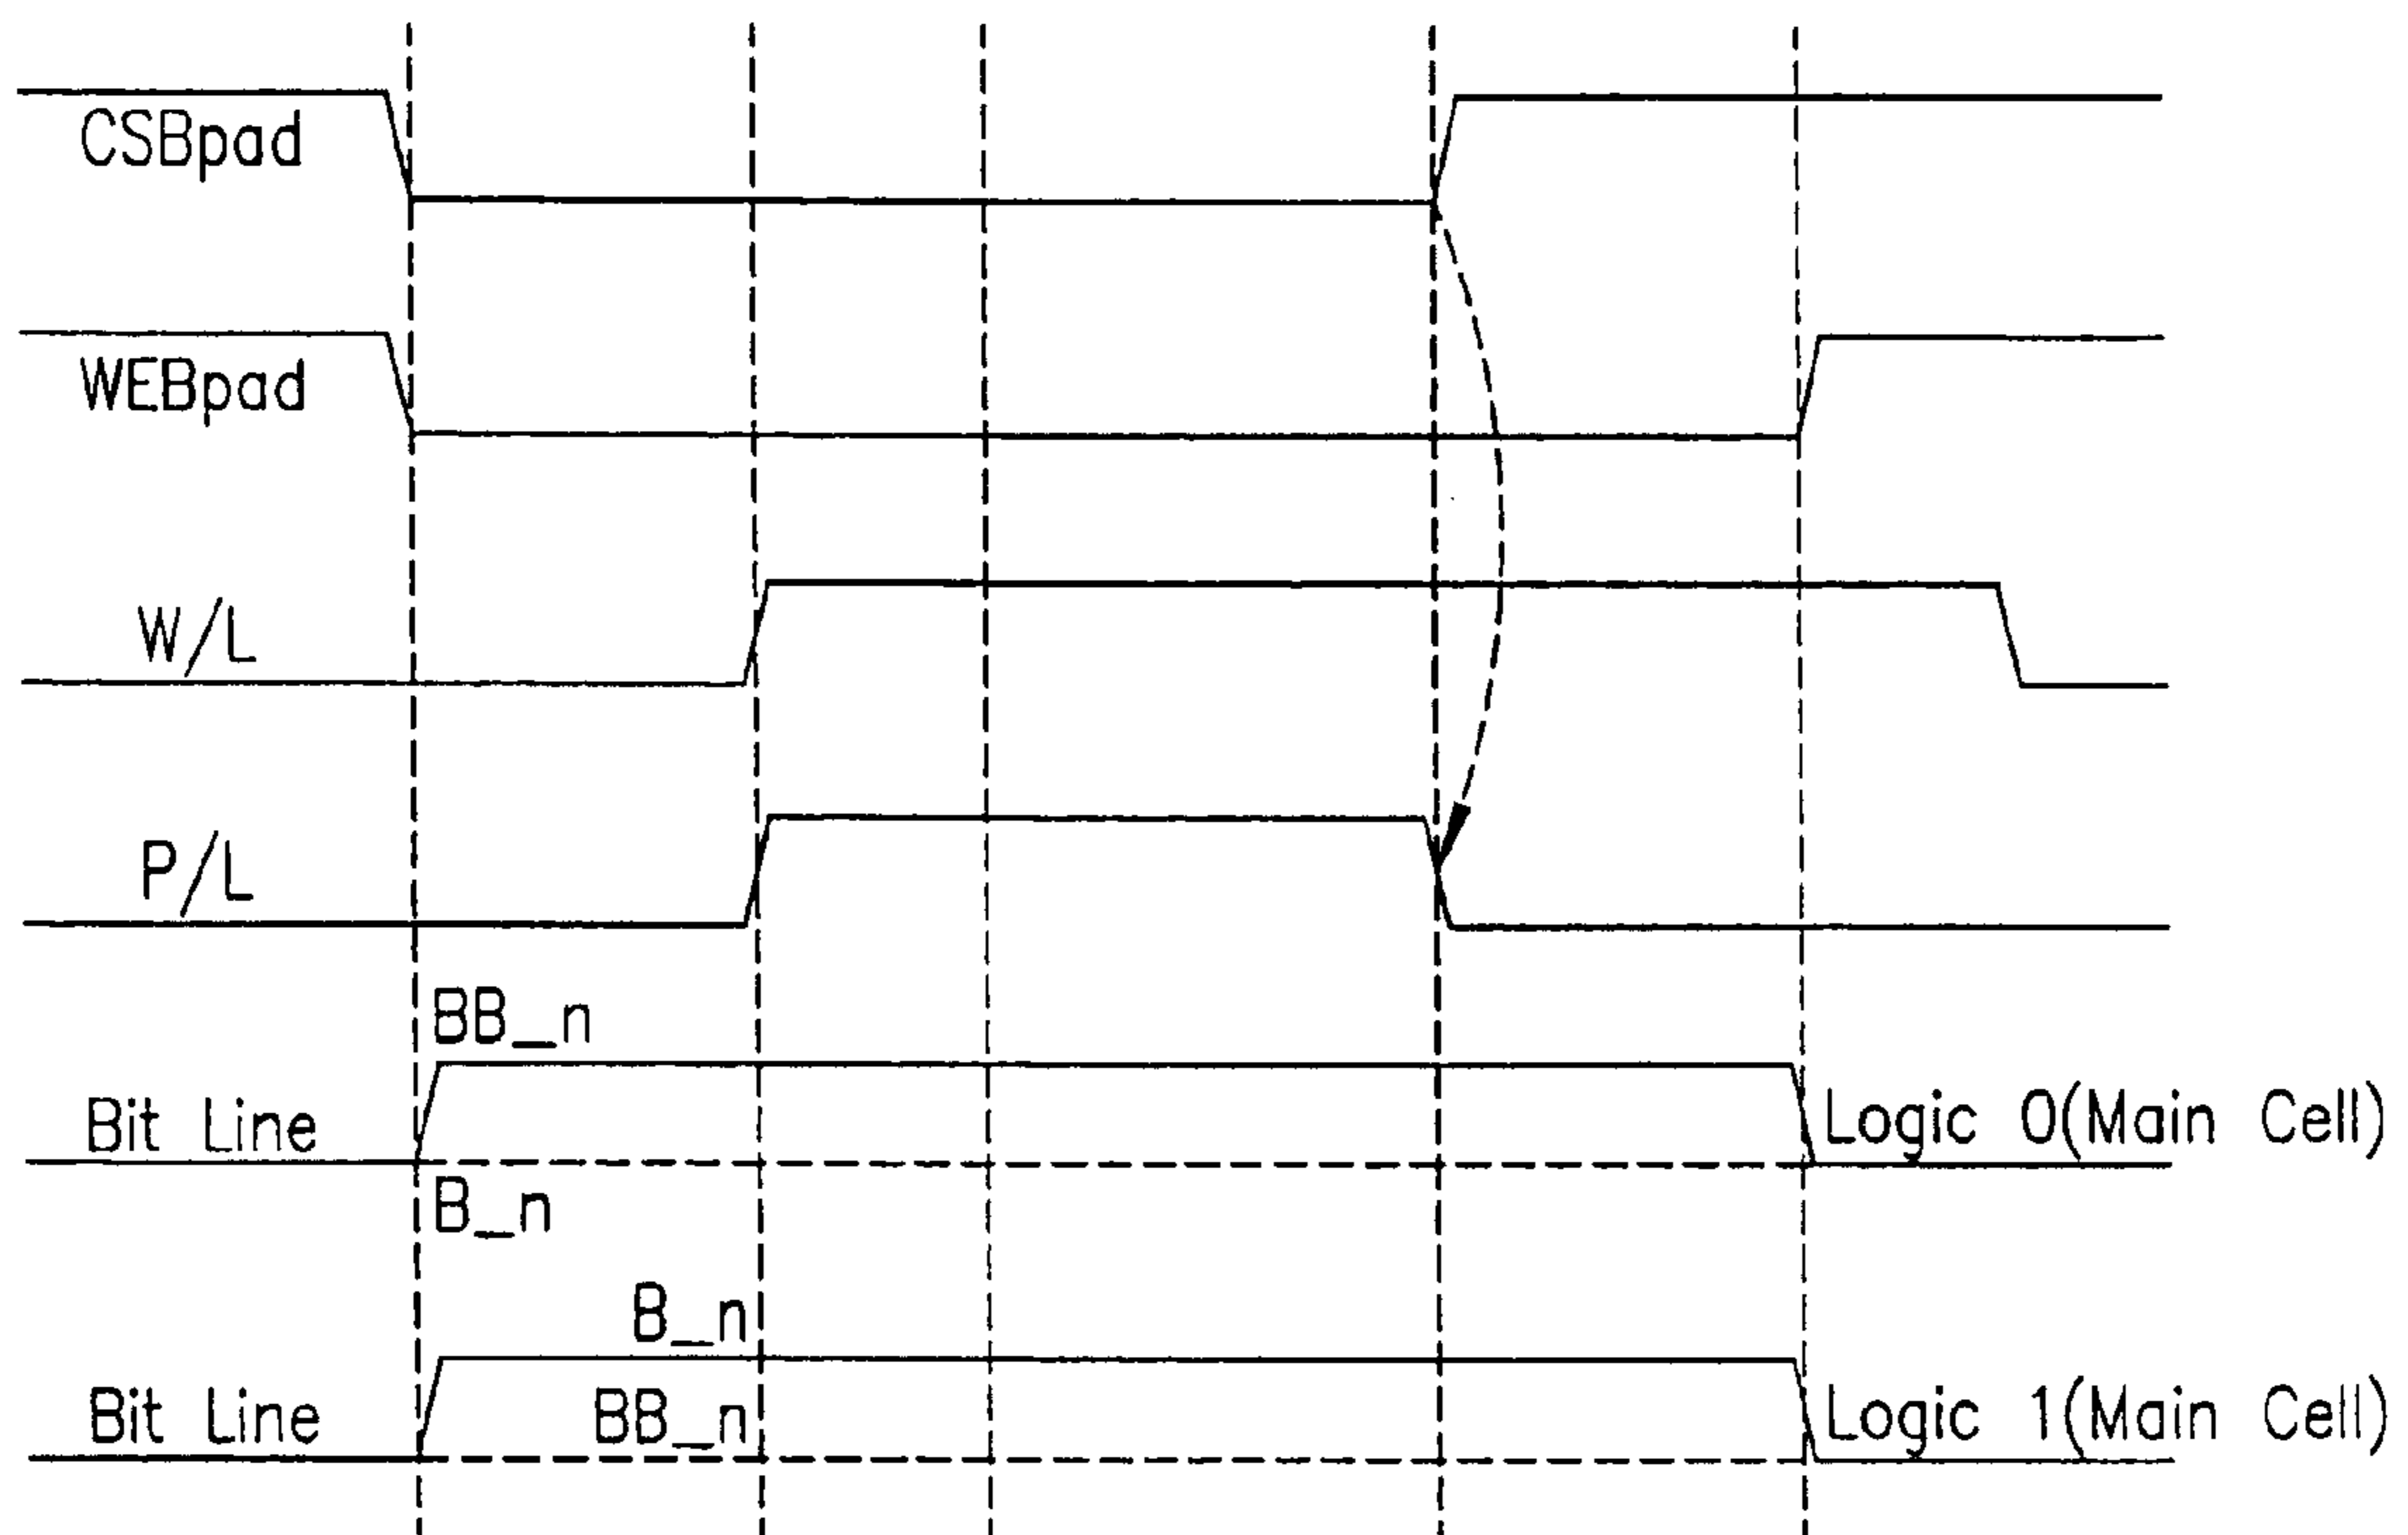 CSBpad
WEBpad
W/L
P/L
BB_n
Bit Line
Logic 0(Main Cell)
B_n
B_n
Bit Line
BB_n
Logic 1(Main Cell)